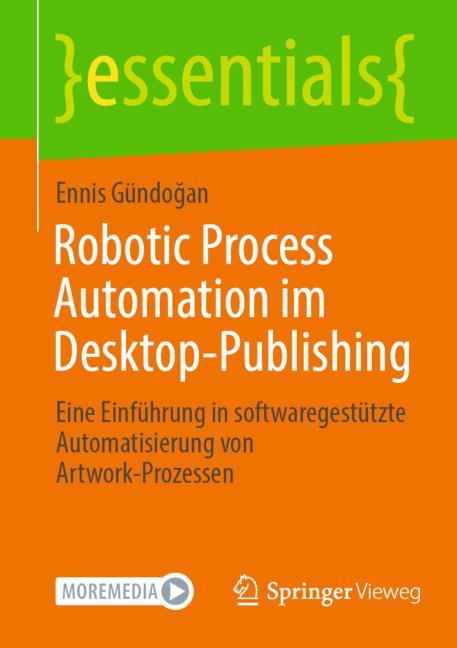 }essentials{
Ennis Gündoğan
Robotic Process
Automation im
Desktop-Publishing
Eine Einführung in softwaregestützte
Automatisierung von
Artwork-Prozessen
MOREMEDIA
Springer Vieweg